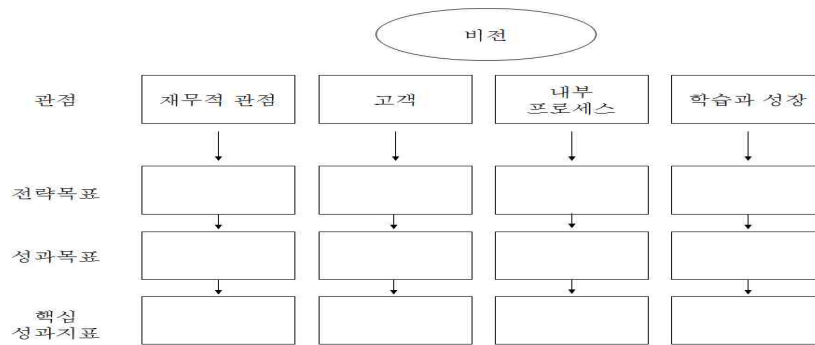 비전
관점
재무적 관점
고객
내부
프로세스
학습과 성장
전략목표
성과목표
핵심
성과지표